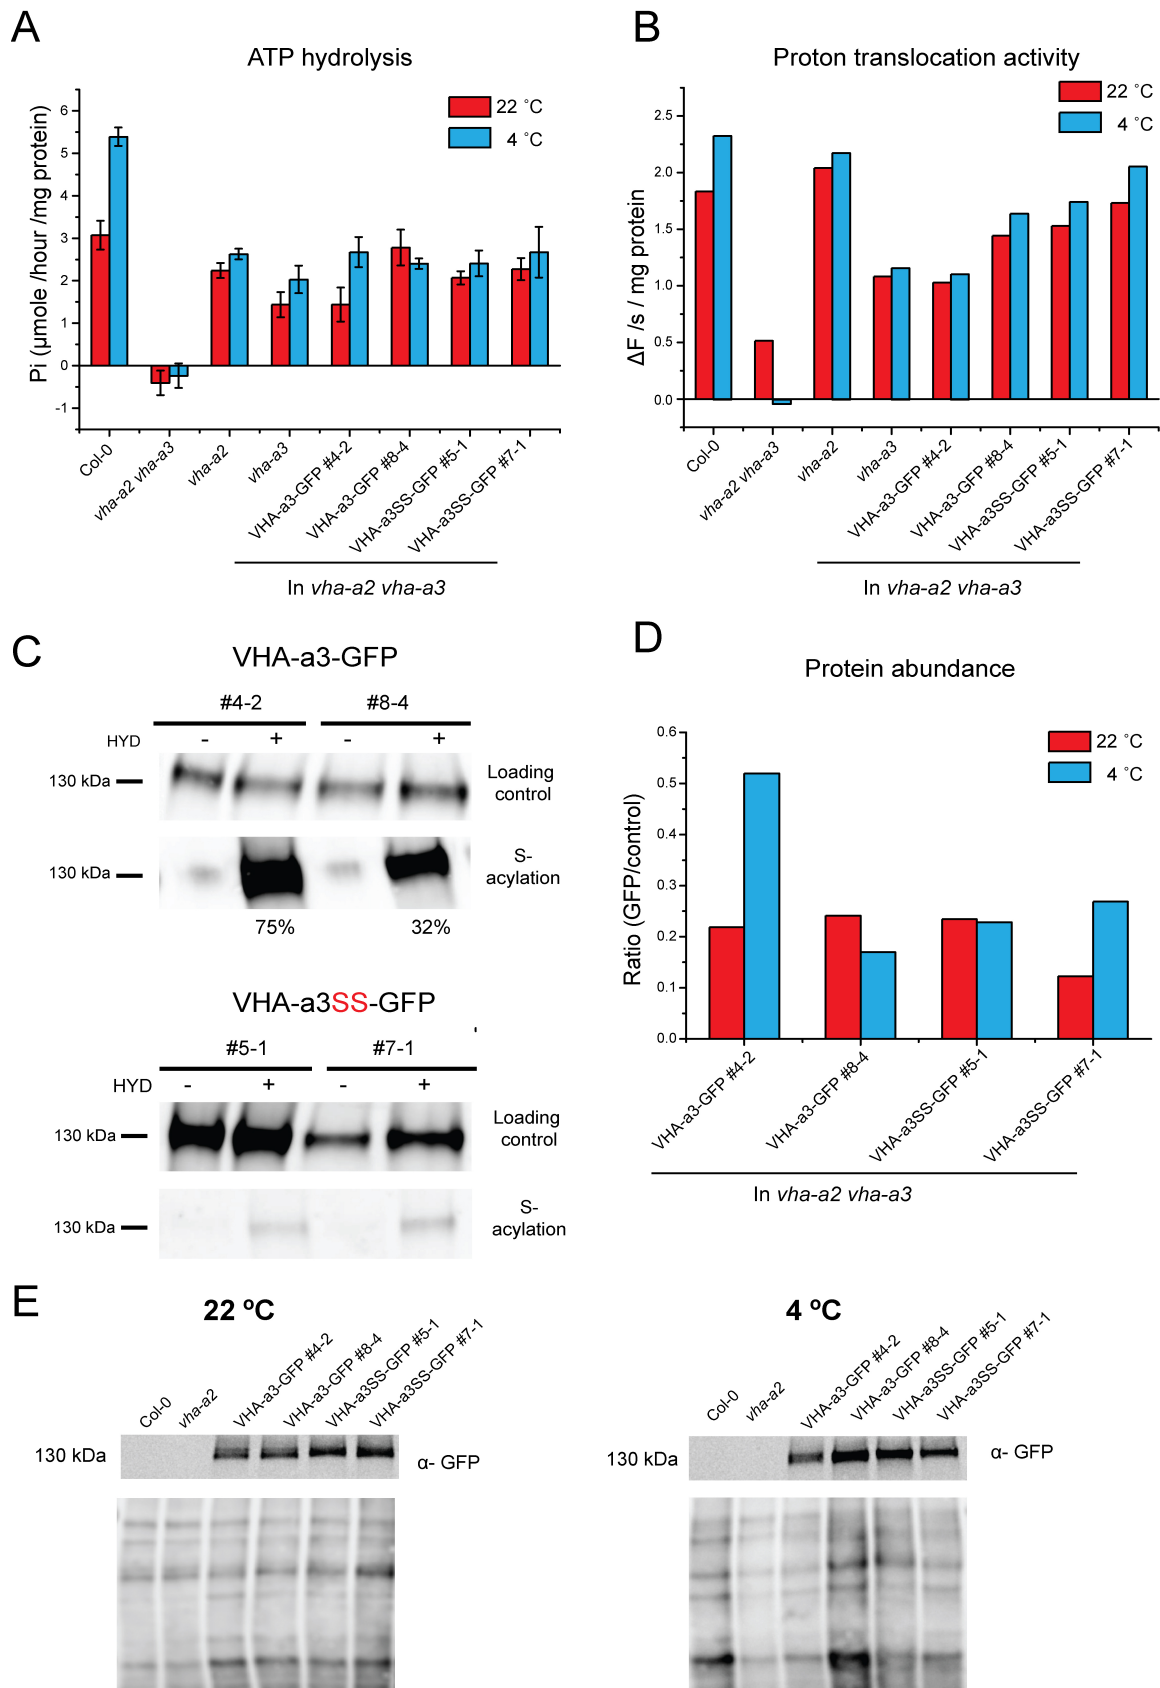 A
ATP hydrolysis
22 °C
4 °C
Pi (µmole /hour /mg protein)
6
5
4
3
2
1
0
-1
Col-0
vha-a2 vha-a3
vha-a2
vha-a3
VHA-a3-GFP #4-2
VHA-a3-GFP #8-4
VHA-a3SS-GFP #5-1
VHA-a3SS-GFP #7-1
In vha-a2 vha-a3
B
Proton translocation activity
22 °C
4 °C
ΔF /s / mg protein
2.5
2.0
1.5
1.0
0.5
0.0
Col-0
vha-a2 vha-a3
vha-a2
vha-a3
VHA-a3-GFP #4-2
VHA-a3-GFP #8-4
VHA-a3SS-GFP #5-1
VHA-a3SS-GFP #7-1
In vha-a2 vha-a3
C
VHA-a3-GFP
#4-2 #8-4
HYD - + - +
130 kDa
Loading
control
130 kDa
S-
acylation
75% 32%
VHA-a3SS-GFP
#5-1 #7-1
HYD - + - +
130 kDa
Loading
control
130 kDa
S-
acylation
D
Protein abundance
22 °C
4 °C
Ratio (GFP/control)
0.6
0.5
0.4
0.3
0.2
0.1
0.0
VHA-a3-GFP #4-2
VHA-a3-GFP #8-4
VHA-a3SS-GFP #5-1
VHA-a3SS-GFP #7-1
In vha-a2 vha-a3
E
22 ºC
Col-0
vha-a2
VHA-a3-GFP #4-2
VHA-a3-GFP #8-4
VHA-a3SS-GFP #5-1
VHA-a3SS-GFP #7-1
130 kDa
α- GFP
4 ºC
Col-0
vha-a2
VHA-a3-GFP #4-2
VHA-a3-GFP #8-4
VHA-a3SS-GFP #5-1
VHA-a3SS-GFP #7-1
130 kDa
α- GFP